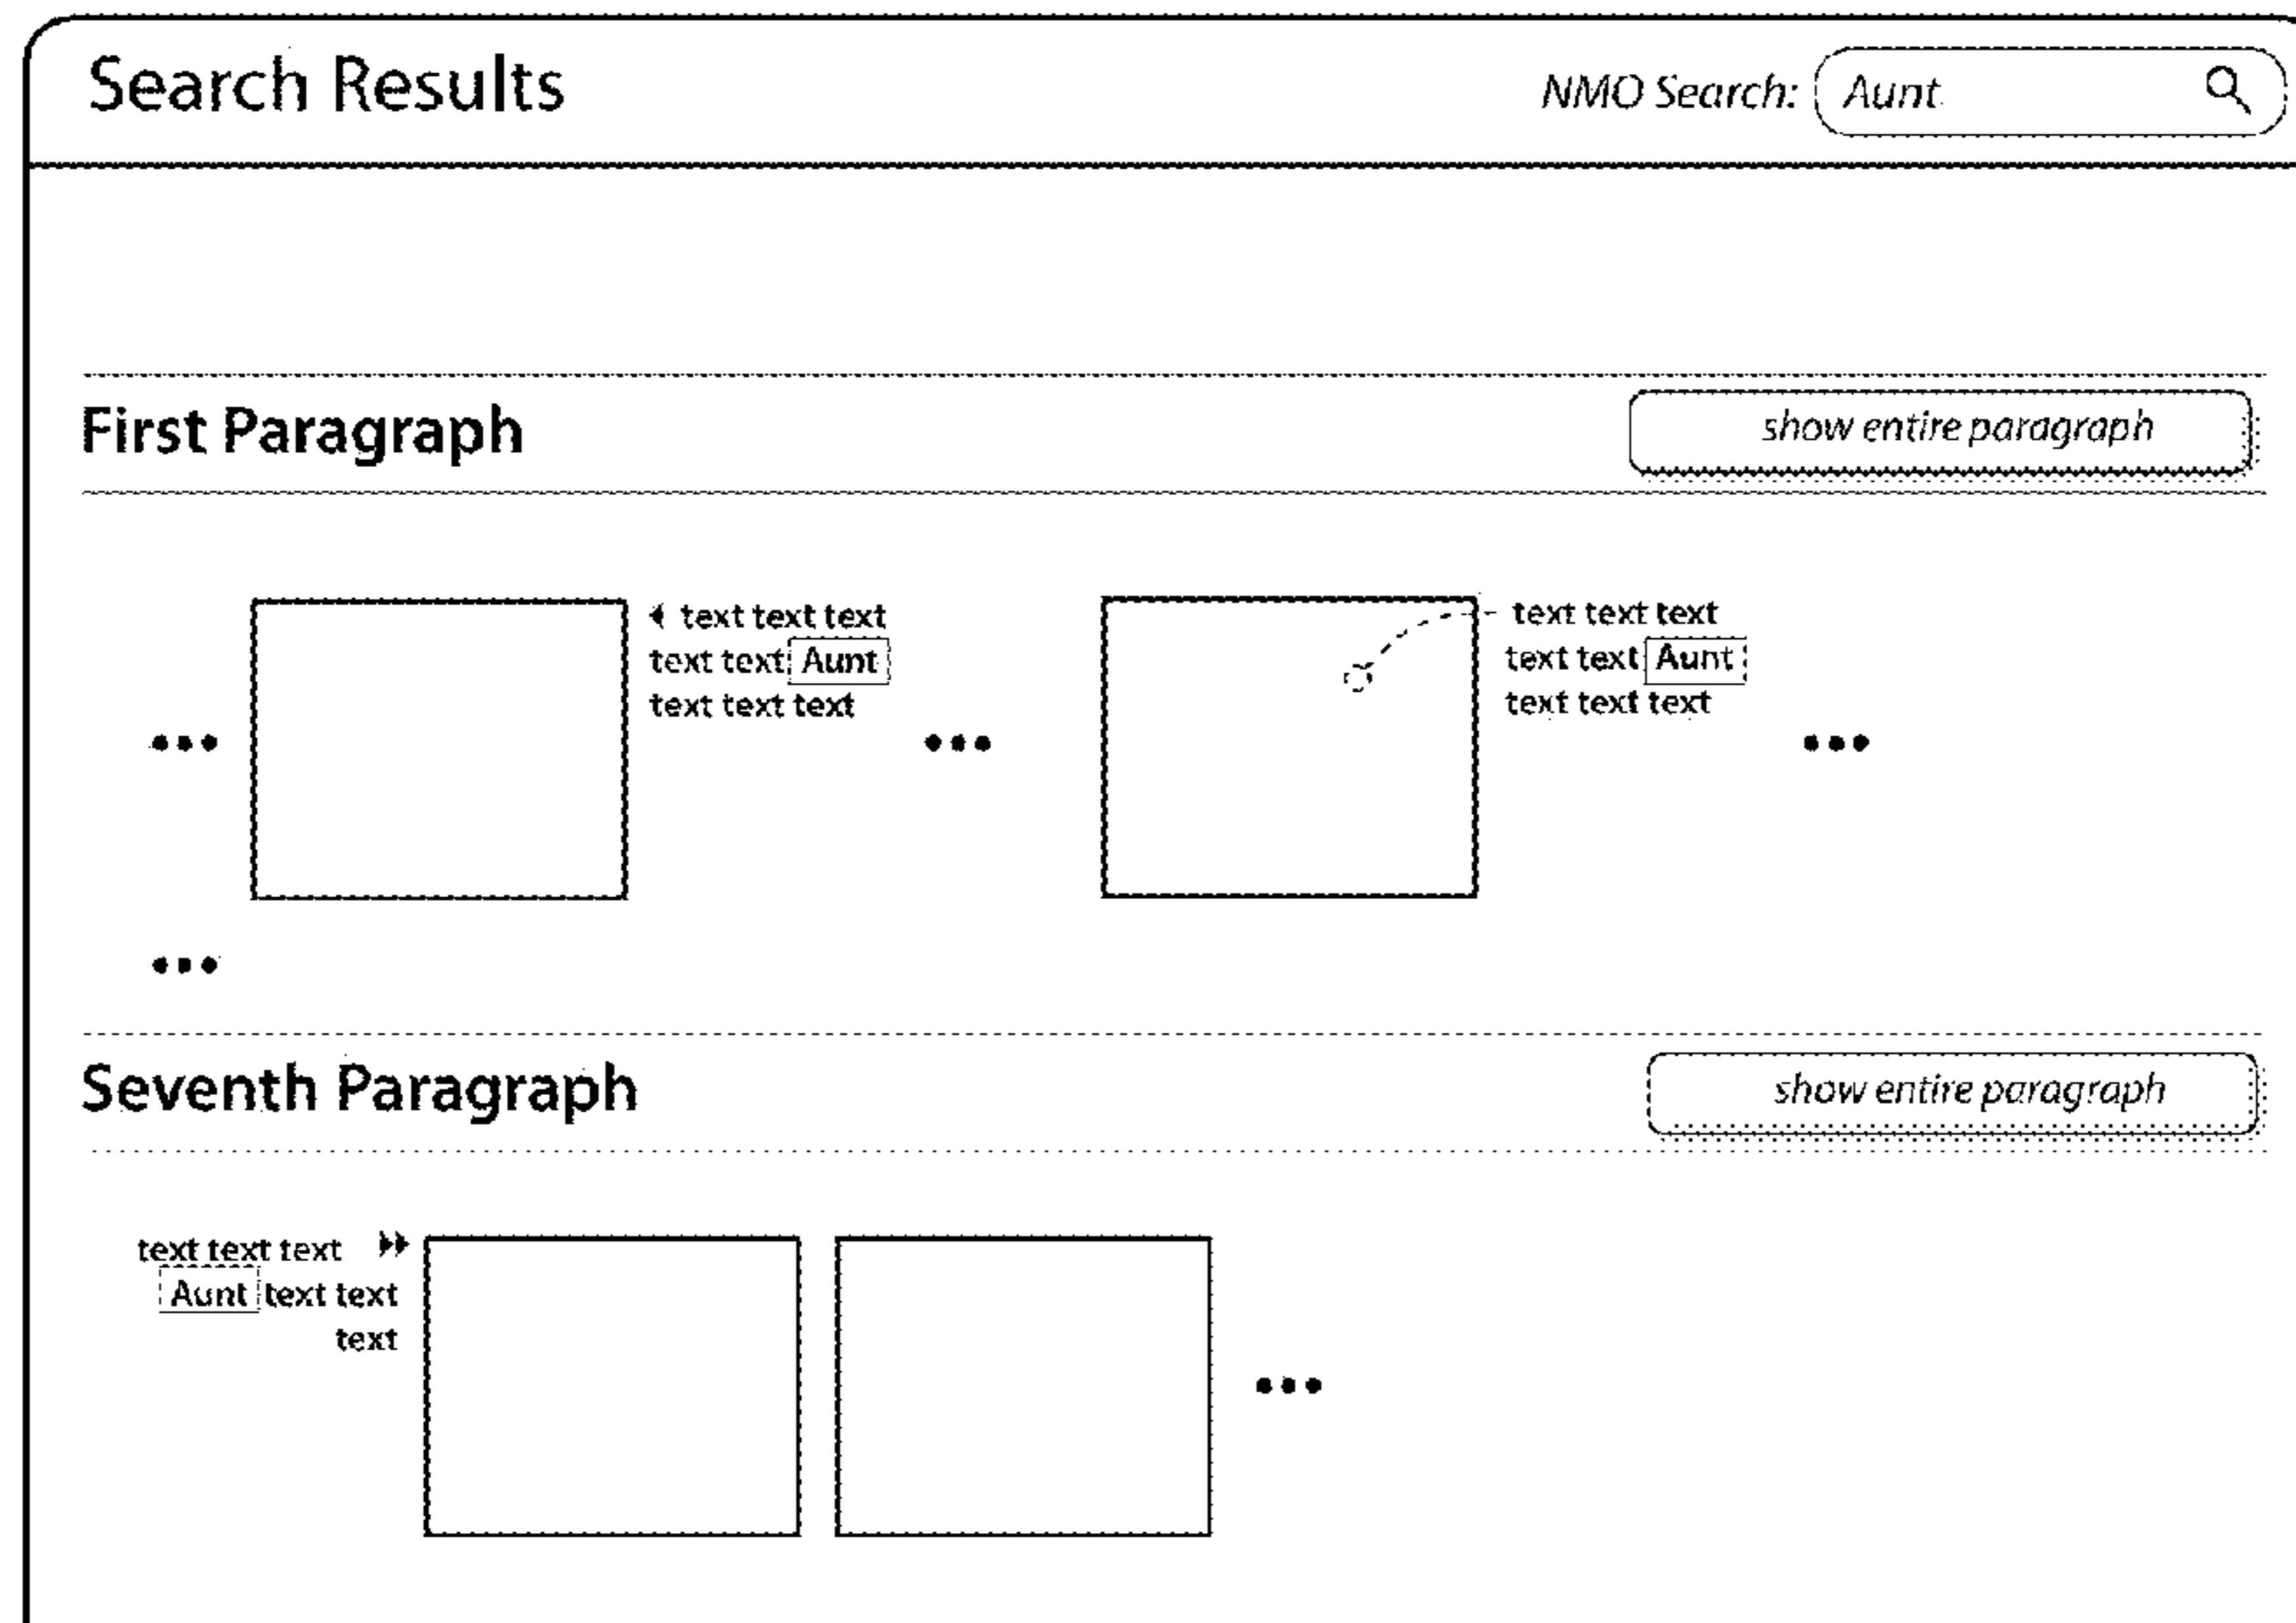 Search Results
NMO Search: Aunt
First Paragraph
show entire paragraph
text text text
text text Aunt
text text text
text text text
text text Aunt
text text text
Seventh Paragraph
show entire paragraph
text text text
Aunt text text
text